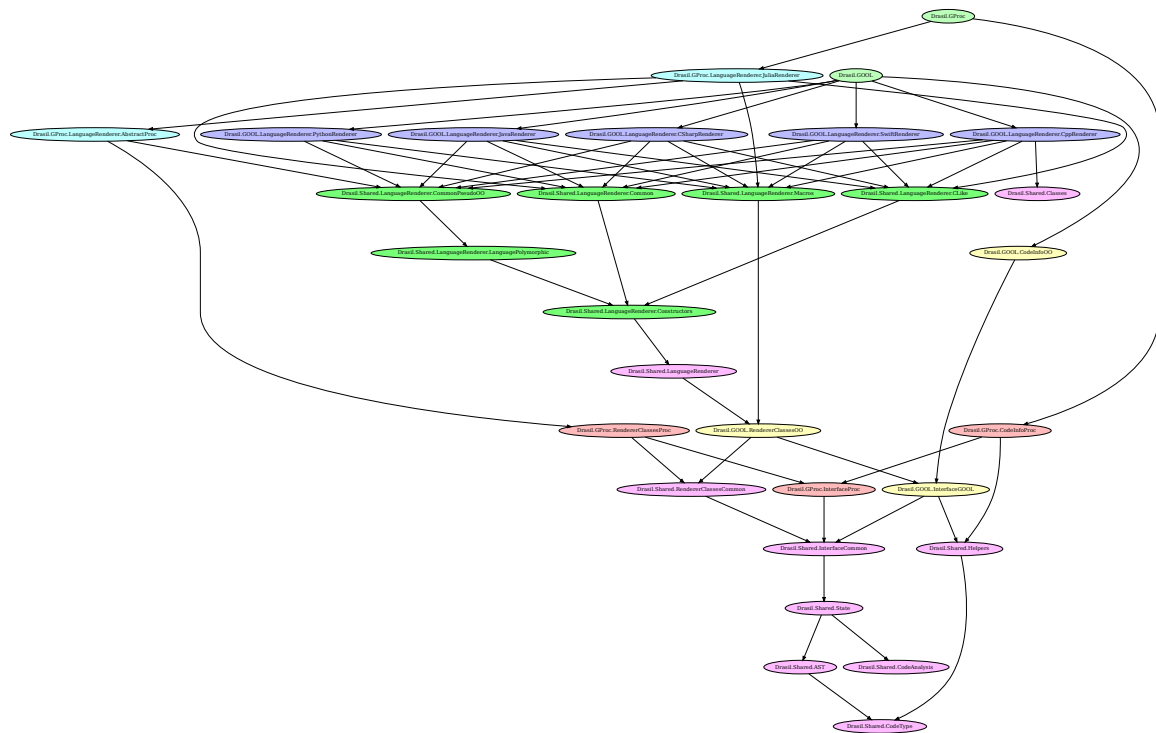 Drasil.GProc
Drasil.GProc.LanguageRenderer.JuliaRenderer
Drasil.GOOL
Drasil.GProc.LanguageRenderer.AbstractProc
Drasil.GOOL.LanguageRenderer.PythonRenderer
Drasil.GOOL.LanguageRenderer.JavaRenderer
Drasil.GOOL.LanguageRenderer.CSharpRenderer
Drasil.GOOL.LanguageRenderer.SwiftRenderer
Drasil.GOOL.LanguageRenderer.CppRenderer
Drasil.Shared.LanguageRenderer.CommonPseudoOO
Drasil.Shared.LanguageRenderer.Common
Drasil.Shared.LanguageRenderer.Macros
Drasil.Shared.LanguageRenderer.CLike
Drasil.Shared.Classes
Drasil.Shared.LanguageRenderer.LanguagePolymorphic
Drasil.GOOL.CodeInfoOO
Drasil.Shared.LanguageRenderer.Constructors
Drasil.Shared.LanguageRenderer
Drasil.GProc.RendererClassesProc
Drasil.GOOL.RendererClassesOO
Drasil.GProc.CodeInfoProc
Drasil.Shared.RendererClassesCommon
Drasil.GProc.InterfaceProc
Drasil.GOOL.InterfaceGOOL
Drasil.Shared.InterfaceCommon
Drasil.Shared.Helpers
Drasil.Shared.State
Drasil.Shared.AST
Drasil.Shared.CodeAnalysis
Drasil.Shared.CodeType